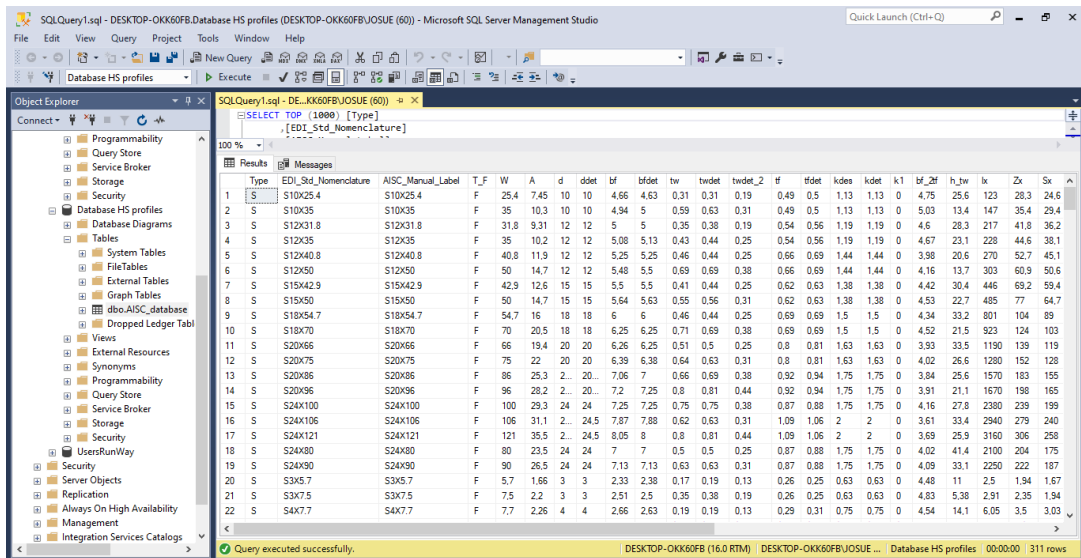 SQLQuery1.sql - DESKTOP-OKK60FB.Database HS profiles (DESKTOP-OKK60FB\JOSUE (60)) - Microsoft SQL Server Management Studio
Quick Launch (Ctrl+Q)
File Edit View Query Project Tools Window Help
New Query
Database HS profiles Execute
Object Explorer
Connect
Programmability
Query Store
Service Broker
Storage
Security
Database HS profiles
Database Diagrams
Tables
System Tables
FileTables
External Tables
Graph Tables
dbo.AISC_database
Dropped Ledger Tabl
Views
External Resources
Synonyms
Programmability
Query Store
Service Broker
Storage
Security
UsersRunWay
Security
Server Objects
Replication
Always On High Availability
Management
Integration Services Catalogs
SQLQuery1.sql - DE...KK60FB\JOSUE (60))
SELECT TOP (1000) [Type]
,[EDI_Std_Nomenclature]
100 %
Results Messages
Type EDI_Std_Nomenclature AISC_Manual_Label T_F W A d ddet bf bfdet tw twdet twdet_2 tf tfdet kdes kdet k1 bf_2tf h_tw Ix Zx Sx
1 S S10X25.4 S10X25.4 F 25,4 7,45 10 10 4,66 4,63 0,31 0,31 0,19 0,49 0,5 1,13 1,13 0 4,75 25,6 123 28,3 24,6
2 S S10X35 S10X35 F 35 10,3 10 10 4,94 5 0,59 0,63 0,31 0,49 0,5 1,13 1,13 0 5,03 13,4 147 35,4 29,4
3 S S12X31.8 S12X31.8 F 31,8 9,31 12 12 5 5 0,35 0,38 0,19 0,54 0,56 1,19 1,19 0 4,6 28,3 217 41,8 36,2
4 S S12X35 S12X35 F 35 10,2 12 12 5,08 5,13 0,43 0,44 0,25 0,54 0,56 1,19 1,19 0 4,67 23,1 228 44,6 38,1
5 S S12X40.8 S12X40.8 F 40,8 11,9 12 12 5,25 5,25 0,46 0,44 0,25 0,66 0,69 1,44 1,44 0 3,98 20,6 270 52,7 45,1
6 S S12X50 S12X50 F 50 14,7 12 12 5,48 5,5 0,69 0,69 0,38 0,66 0,69 1,44 1,44 0 4,16 13,7 303 60,9 50,6
7 S S15X42.9 S15X42.9 F 42,9 12,6 15 15 5,5 5,5 0,41 0,44 0,25 0,62 0,63 1,38 1,38 0 4,42 30,4 446 69,2 59,4
8 S S15X50 S15X50 F 50 14,7 15 15 5,64 5,63 0,55 0,56 0,31 0,62 0,63 1,38 1,38 0 4,53 22,7 485 77 64,7
9 S S18X54.7 S18X54.7 F 54,7 16 18 18 6 6 0,46 0,44 0,25 0,69 0,69 1,5 1,5 0 4,34 33,2 801 104 89
10 S S18X70 S18X70 F 70 20,5 18 18 6,25 6,25 0,71 0,69 0,38 0,69 0,69 1,5 1,5 0 4,52 21,5 923 124 103
11 S S20X66 S20X66 F 66 19,4 20 20 6,26 6,25 0,51 0,5 0,25 0,8 0,81 1,63 1,63 0 3,93 33,5 1190 139 119
12 S S20X75 S20X75 F 75 22 20 20 6,39 6,38 0,64 0,63 0,31 0,8 0,81 1,63 1,63 0 4,02 26,6 1280 152 128
13 S S20X86 S20X86 F 86 25,3 2... 20... 7,06 7 0,66 0,69 0,38 0,92 0,94 1,75 1,75 0 3,84 25,6 1570 183 155
14 S S20X96 S20X96 F 96 28,2 2... 20... 7,2 7,25 0,8 0,81 0,44 0,92 0,94 1,75 1,75 0 3,91 21,1 1670 198 165
15 S S24X100 S24X100 F 100 29,3 24 24 7,25 7,25 0,75 0,75 0,38 0,87 0,88 1,75 1,75 0 4,16 27,8 2380 239 199
16 S S24X106 S24X106 F 106 31,1 2... 24,5 7,87 7,88 0,62 0,63 0,31 1,09 1,06 2 2 0 3,61 33,4 2940 279 240
17 S S24X121 S24X121 F 121 35,5 2... 24,5 8,05 8 0,8 0,81 0,44 1,09 1,06 2 2 0 3,69 25,9 3160 306 258
18 S S24X80 S24X80 F 80 23,5 24 24 7 7 0,5 0,5 0,25 0,87 0,88 1,75 1,75 0 4,02 41,4 2100 204 175
19 S S24X90 S24X90 F 90 26,5 24 24 7,13 7,13 0,63 0,63 0,31 0,87 0,88 1,75 1,75 0 4,09 33,1 2250 222 187
20 S S3X5.7 S3X5.7 F 5,7 1,66 3 3 2,33 2,38 0,17 0,19 0,13 0,26 0,25 0,63 0,63 0 4,48 11 2,5 1,94 1,67
21 S S3X7.5 S3X7.5 F 7,5 2,2 3 3 2,51 2,5 0,35 0,38 0,19 0,26 0,25 0,63 0,63 0 4,83 5,38 2,91 2,35 1,94
22 S S4X7.7 S4X7.7 F 7,7 2,26 4 4 2,66 2,63 0,19 0,19 0,13 0,29 0,31 0,75 0,75 0 4,54 14,1 6,05 3,5 3,03
Query executed successfully. DESKTOP-OKK60FB (16.0 RTM) DESKTOP-OKK60FB\JOSUE ... Database HS profiles 00:00:00 311 rows